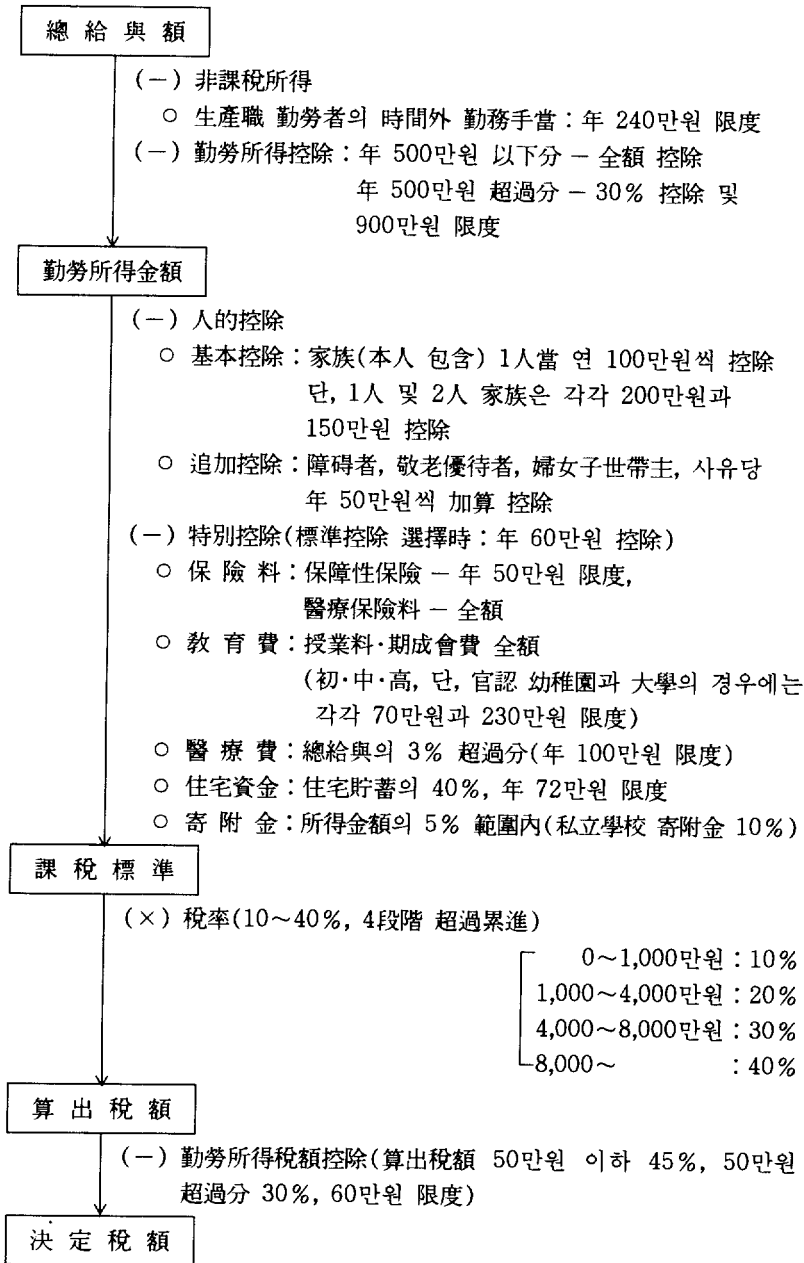 總給與額
(-) 非課稅所得
○ 生產職 勤勞者의 時間外 勤務手當 : 年 240만원 限度
(-) 勤勞所得控除 : 年 500만원 以下分 - 全額 控除
年 500만원 超過分 - 30% 控除 및
900만원 限度
勤勞所得金額
(-) 人的控除
○ 基本控除 : 家族(本人 包含) 1人當 연 100만원씩 控除
단, 1人 및 2人 家族은 각각 200만원과
150만원 控除
○ 追加控除 : 障碍者, 敬老優待者, 婦女子世帶主, 사유당
年 50만원씩 加算 控除
(-) 特別控除(標準控除 選擇時 : 年 60만원 控除)
○ 保險料 : 保障性保險 - 年 50만원 限度,
醫療保險料 - 全額
○ 敎育費 : 授業料·期成會費 全額
(初·中·高, 단, 官認 幼稚園과 大學의 경우에는
각각 70만원과 230만원 限度)
○ 醫療費 : 總給與의 3% 超過分(年 100만원 限度)
○ 住宅資金 : 住宅貯蓄의 40%, 年 72만원 限度
○ 寄附金 : 所得金額의 5% 範圍內(私立學校 寄附金 10%)
課稅標準
(×) 稅率(10~40%, 4段階 超過累進)
0~1,000만원 : 10%
1,000~4,000만원 : 20%
4,000~8,000만원 : 30%
8,000~ : 40%
算出稅額
(-) 勤勞所得稅額控除(算出稅額 50만원 이하 45%, 50만원
超過分 30%, 60만원 限度)
決定稅額